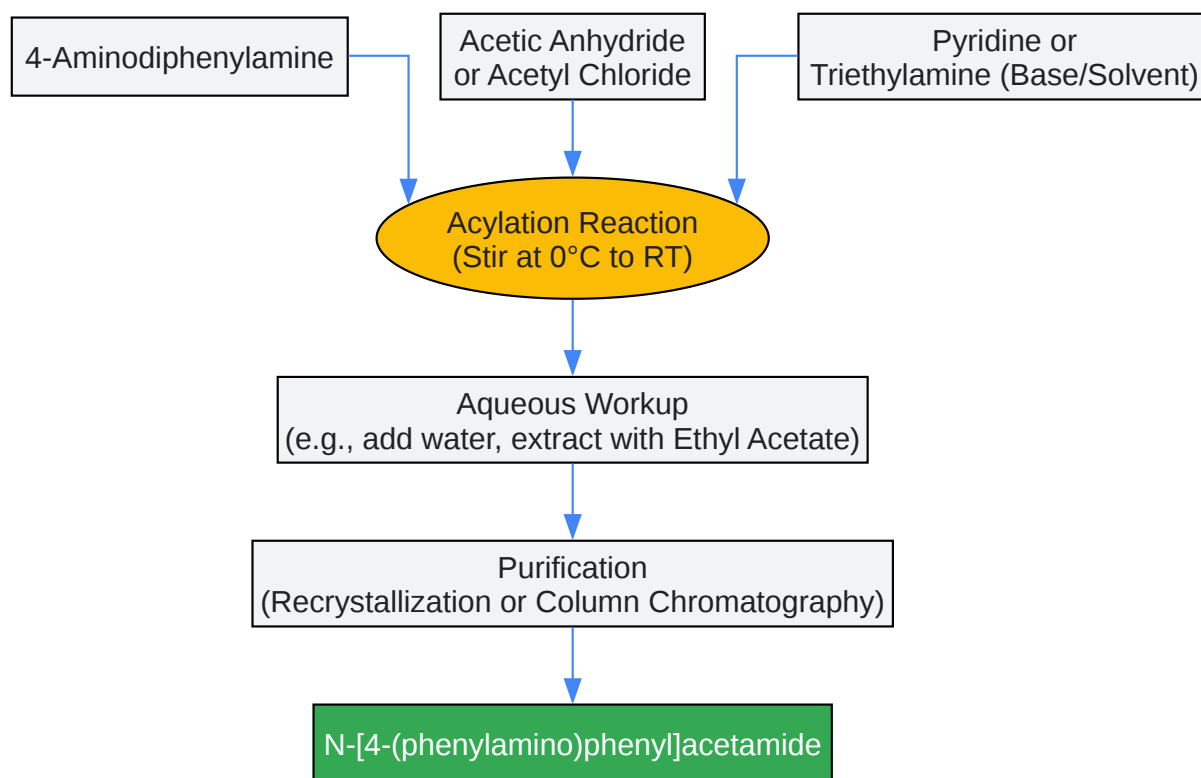 4-Aminodiphenylamine
Acetic Anhydride
or Acetyl Chloride
Pyridine or
Triethylamine (Base/Solvent)
Acylation Reaction
(Stir at 0°C to RT)
Aqueous Workup
(e.g., add water, extract with Ethyl Acetate)
Purification
(Recrystallization or Column Chromatography)
N-[4-(phenylamino)phenyl]acetamide